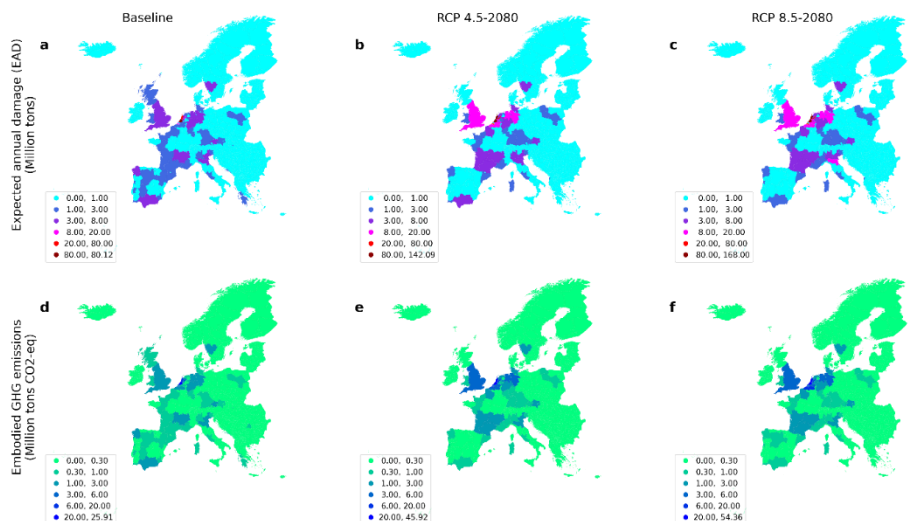 Baseline
RCP 4.5-2080
RCP 8.5-2080
Expected annual damage (EAD)
(Million tons)
a
0.00, 1.00
1.00, 3.00
3.00, 8.00
8.00, 20.00
20.00, 80.00
80.00, 80.12
b
0.00, 1.00
1.00, 3.00
3.00, 8.00
8.00, 20.00
20.00, 80.00
80.00, 142.09
c
0.00, 1.00
1.00, 3.00
3.00, 8.00
8.00, 20.00
20.00, 80.00
80.00, 168.00
Embodied GHG emissions
(Million tons CO2-eq)
d
0.00, 0.30
0.30, 1.00
1.00, 3.00
3.00, 6.00
6.00, 20.00
20.00, 25.91
e
0.00, 0.30
0.30, 1.00
1.00, 3.00
3.00, 6.00
6.00, 20.00
20.00, 45.92
f
0.00, 0.30
0.30, 1.00
1.00, 3.00
3.00, 6.00
6.00, 20.00
20.00, 54.36